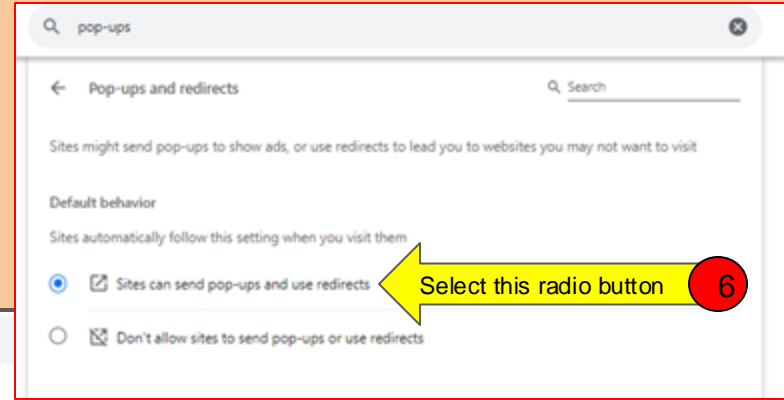 pop-ups
Pop-ups and redirects
Search
Sites might send pop-ups to show ads, or use redirects to lead you to websites you may not want to visit
Default behavior
Sites automatically follow this setting when you visit them
Sites can send pop-ups and use redirects
Select this radio button
6
Don't allow sites to send pop-ups or use redirects